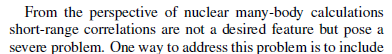 From the perspective of nuclear many-body calculations
short-range correlations are not a desired feature but pose a
severe problem. One way to address this problem is to include